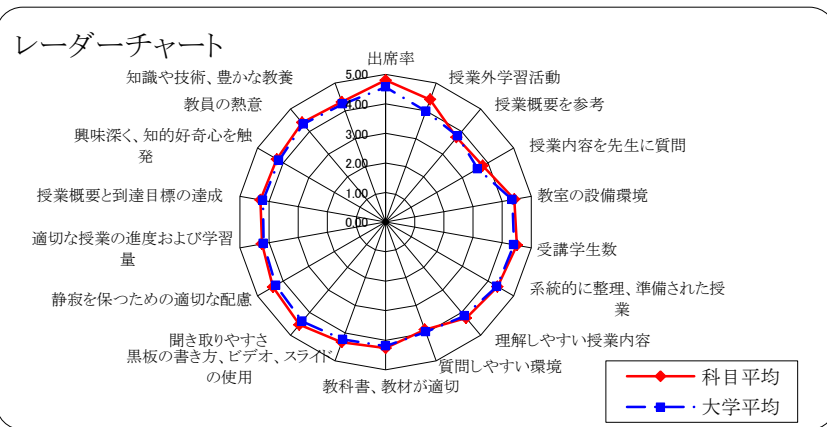 レーダーチャート
出席率
授業外学習活動
授業概要を参考
授業内容を先生に質問
教室の設備環境
受講学生数
系統的に整理、準備された授
業
理解しやすい授業内容
質問しやすい環境
教科書、教材が適切
黒板の書き方、ビデオ、スライド
の使用
聞き取りやすさ
静寂を保つための適切な配慮
適切な授業の進度および学習
量
授業概要と到達目標の達成
興味深く、知的好奇心を触
発
教員の熱意
知識や技術、豊かな教養
5.00
4.00
3.00
2.00
1.00
0.00
科目平均
大学平均